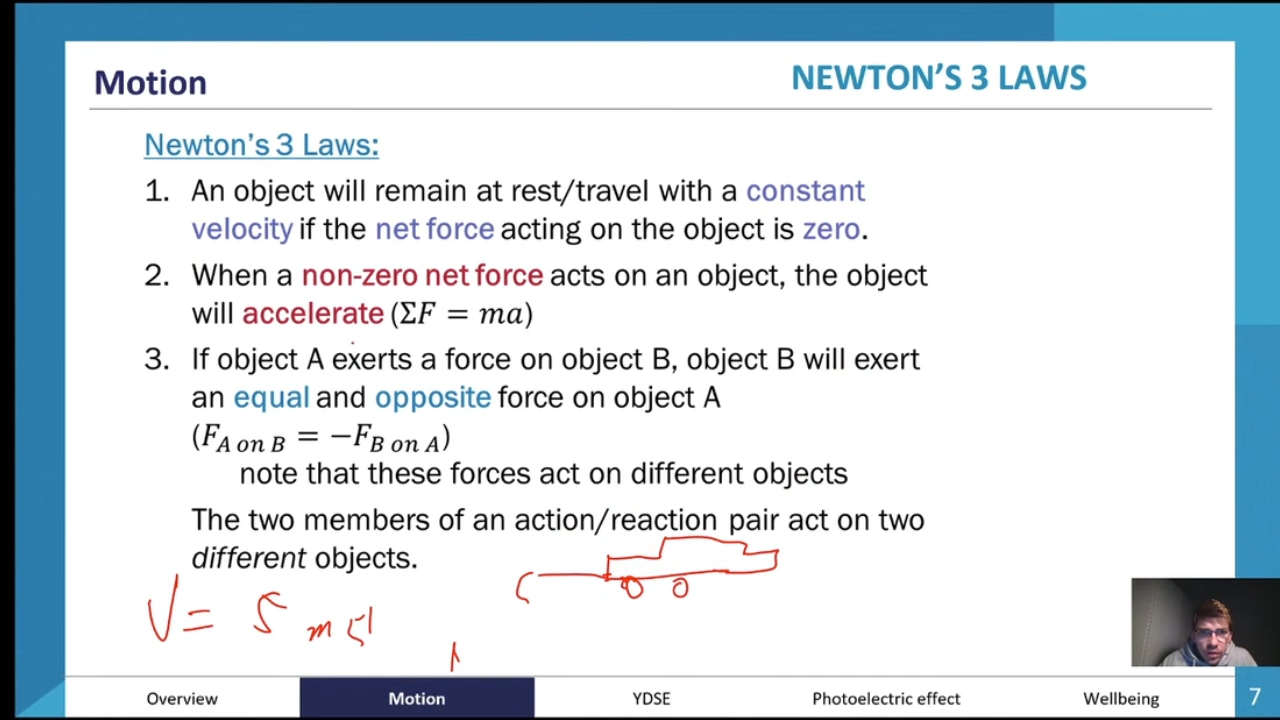 Motion
NEWTON'S 3 LAWS
Newton's 3 Laws:
1. An object will remain at rest/travel with a constant
velocity if the net force acting on the object is zero.
2. When a non-zero net force acts on an object, the object
will accelerate (ΣF = ma)
3. If object A exerts a force on object B, object B will exert
an equal and opposite force on object A
(F_A on B = −F_B on A)
note that these forces act on different objects
The two members of an action/reaction pair act on two
different objects.
V = 5 ms⁻¹
Overview Motion YDSE Photoelectric effect Wellbeing 7